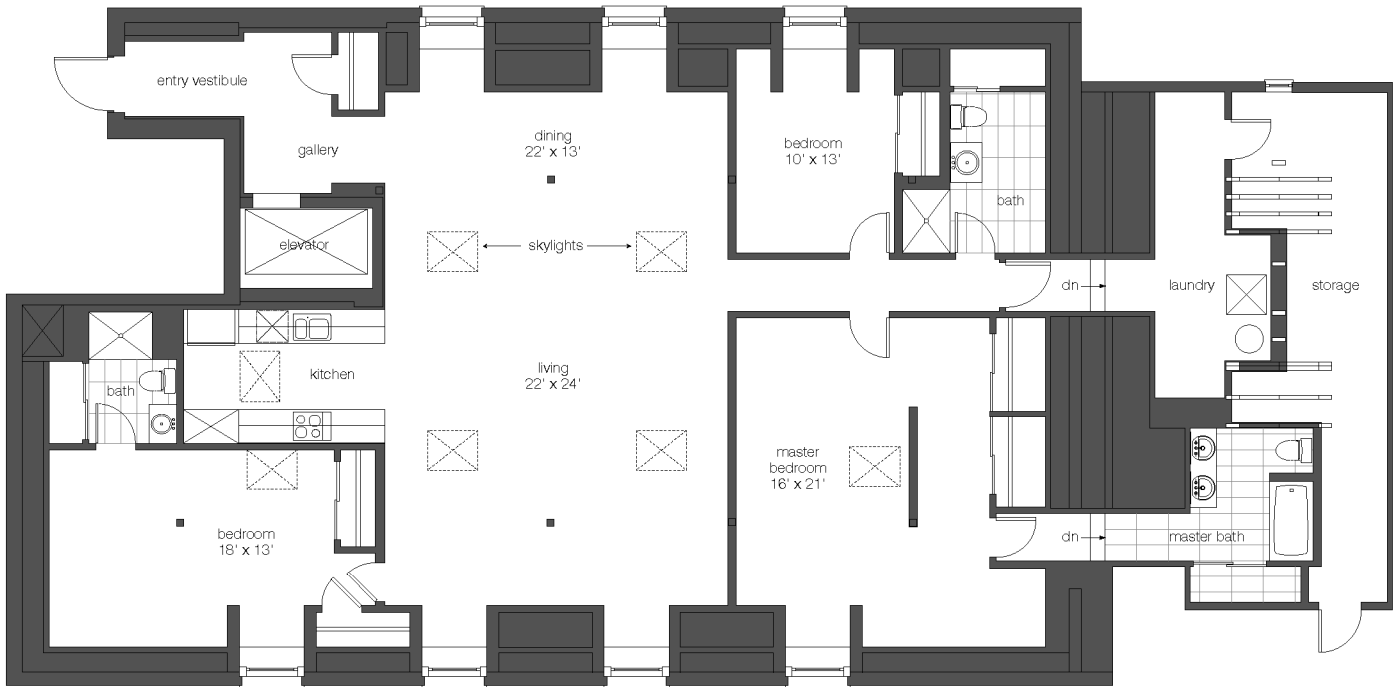 entry vestibule
gallery
dining
22' x 13'
bedroom
10' x 13'
bath
elevator
skylights
dn
laundry
storage
bath
kitchen
living
22' x 24'
master
bedroom
16' x 21'
bedroom
18' x 13'
dn
master bath